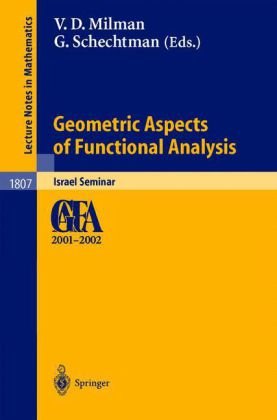 V. D. Milman
G. Schechtman (Eds.)
Lecture Notes in Mathematics
Geometric Aspects
of Functional Analysis
1807
Israel Seminar
GAFA
2001–2002
Springer